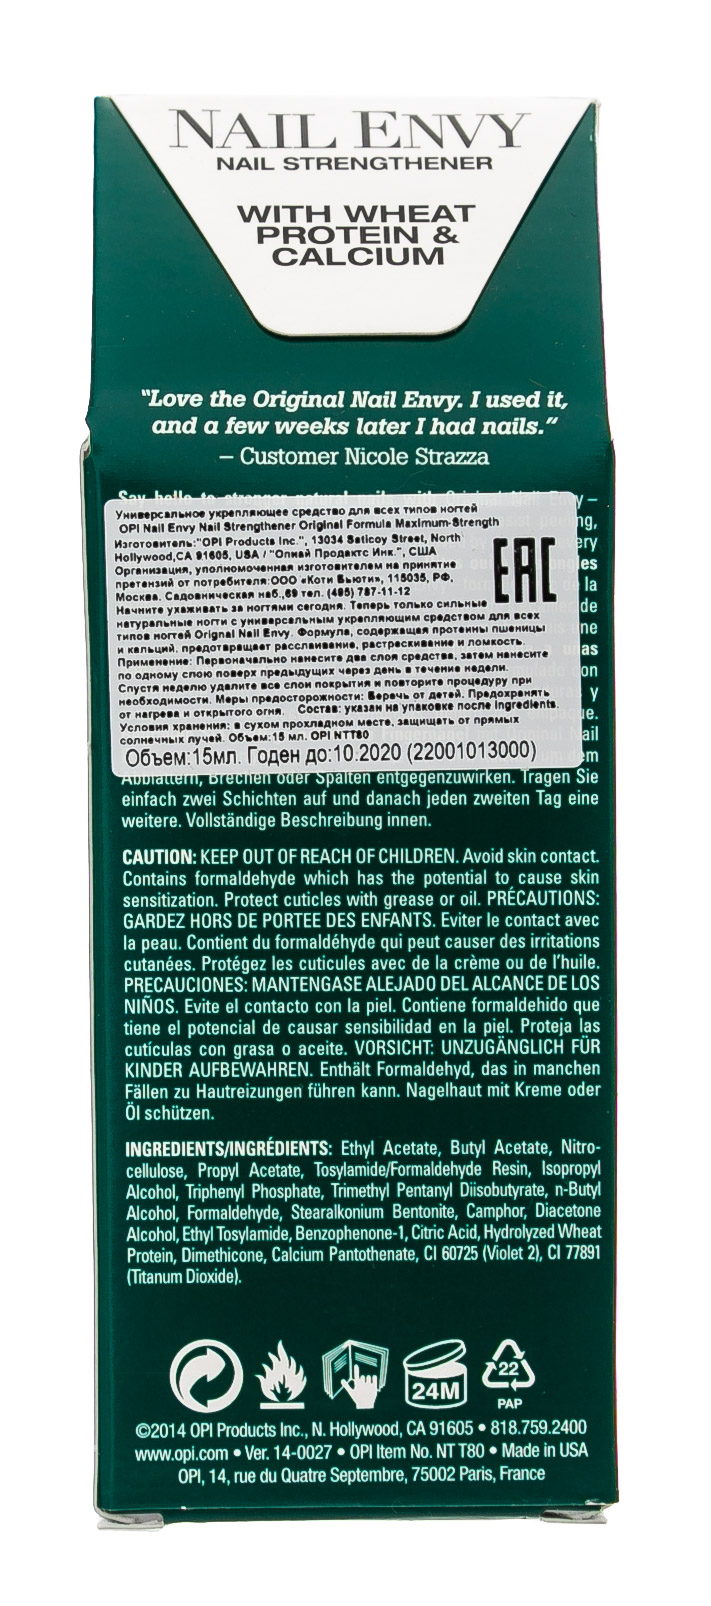 NAIL ENVY
NAIL STRENGTHENER
WITH WHEAT
PROTEIN &
CALCIUM
“Love the Original Nail Envy. I used it,
and a few weeks later I had nails.”
– Customer Nicole Strazza
Универсальное укрепляющее средство для всех типов ногтей
OPI Nail Envy Nail Strengthener Original Formula Maximum-Strength
Изготовитель:"OPI Products Inc.", 13034 Saticoy Street, North
Hollywood,CA 91605, USA / "Опиай Продактс Инк.", США
Организация, уполномоченная изготовителем на принятие
претензий от потребителя:ООО «Коти Бьюти», 115035, РФ,
Москва. Садовническая наб.,69 тел. (495) 787-11-12
EAC
Начните ухаживать за ногтями сегодня. Теперь только сильные
натуральные ногти с универсальным укрепляющим средством для всех
типов ногтей Orignal Nail Envy. Формула, содержащая протеины пшеницы
и кальций, предотвращает расслаивание, растрескивание и ломкость.
Применение: Первоначально нанесите два слоя средства, затем нанесите
по одному слою поверх предыдущих через день в течение недели.
Спустя неделю удалите все слои покрытия и повторите процедуру при
необходимости. Меры предосторожности: Беречь от детей. Предохранять
от нагрева и открытого огня. Состав: указан на упаковке после Ingredients.
Условия хранения: в сухом прохладном месте, защищать от прямых
солнечных лучей. Объем:15 мл. OPI NTT80
Объем:15мл. Годен до:10.2020 (22001013000)
Abblättern, Brechen oder Spalten entgegenzuwirken. Tragen Sie
einfach zwei Schichten auf und danach jeden zweiten Tag eine
weitere. Vollständige Beschreibung innen.
CAUTION: KEEP OUT OF REACH OF CHILDREN. Avoid skin contact.
Contains formaldehyde which has the potential to cause skin
sensitization. Protect cuticles with grease or oil. PRÉCAUTIONS:
GARDEZ HORS DE PORTEE DES ENFANTS. Eviter le contact avec
la peau. Contient du formaldéhyde qui peut causer des irritations
cutanées. Protégez les cuticules avec de la crème ou de l’huile.
PRECAUCIONES: MANTENGASE ALEJADO DEL ALCANCE DE LOS
NIÑOS. Evite el contacto con la piel. Contiene formaldehido que
tiene el potencial de causar sensibilidad en la piel. Proteja las
cutículas con grasa o aceite. VORSICHT: UNZUGÄNGLICH FÜR
KINDER AUFBEWAHREN. Enthält Formaldehyd, das in manchen
Fällen zu Hautreizungen führen kann. Nagelhaut mit Kreme oder
Öl schützen.
INGREDIENTS/INGRÉDIENTS: Ethyl Acetate, Butyl Acetate, Nitro-
cellulose, Propyl Acetate, Tosylamide/Formaldehyde Resin, Isopropyl
Alcohol, Triphenyl Phosphate, Trimethyl Pentanyl Diisobutyrate, n-Butyl
Alcohol, Formaldehyde, Stearalkonium Bentonite, Camphor, Diacetone
Alcohol, Ethyl Tosylamide, Benzophenone-1, Citric Acid, Hydrolyzed Wheat
Protein, Dimethicone, Calcium Pantothenate, CI 60725 (Violet 2), CI 77891
(Titanium Dioxide).
24M
22
PAP
©2014 OPI Products Inc., N. Hollywood, CA 91605 • 818.759.2400
www.opi.com • Ver. 14-0027 • OPI Item No. NT T80 • Made in USA
OPI, 14, rue du Quatre Septembre, 75002 Paris, France